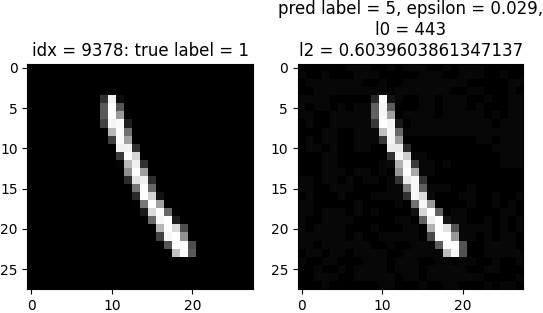 idx = 9378: true label = 1
0
5
10
15
20
25
0 10 20
pred label = 5, epsilon = 0.029,
l0 = 443
l2 = 0.6039603861347137
0
5
10
15
20
25
0 10 20